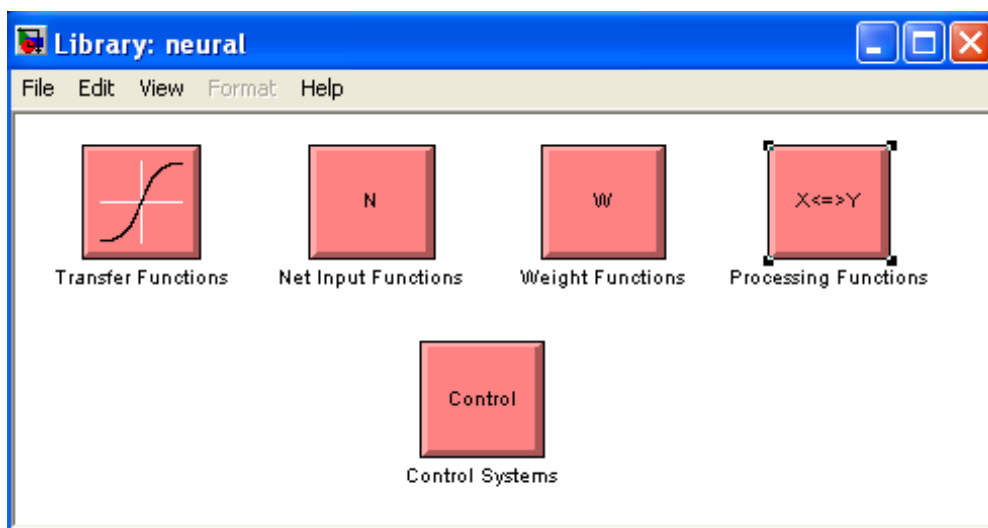 Library: neural
File Edit View Format Help
N
W
X<=>Y
Transfer Functions
Net Input Functions
Weight Functions
Processing Functions
Control
Control Systems